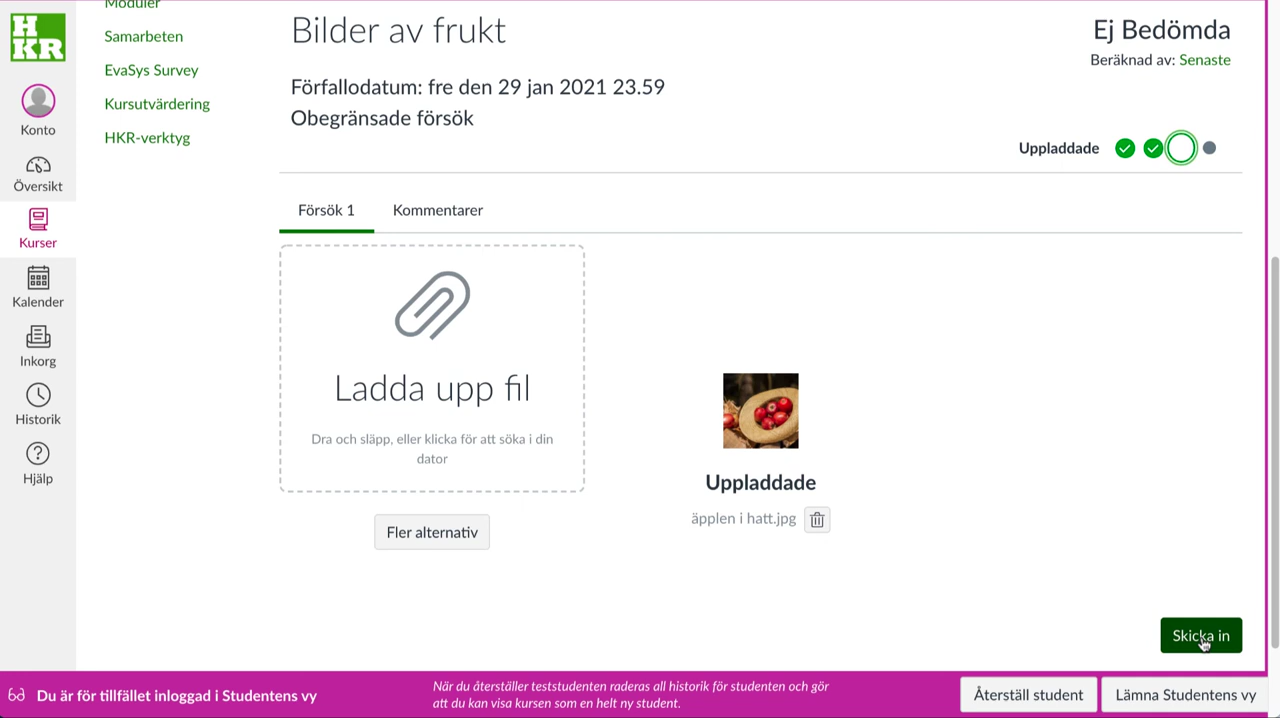 HKR
Konto
Översikt
Kurser
Kalender
Inkorg
Historik
Hjälp
Moduler
Samarbeten
EvaSys Survey
Kursutvärdering
HKR-verktyg
Bilder av frukt
Ej Bedömda
Beräknad av: Senaste
Förfallodatum: fre den 29 jan 2021 23.59
Obegränsade försök
Uppladdade
Försök 1
Kommentarer
Ladda upp fil
Dra och släpp, eller klicka för att söka i din
dator
Fler alternativ
Uppladdade
äpplen i hatt.jpg
Skicka in
Du är för tillfället inloggad i Studentens vy
När du återställer teststudenten raderas all historik för studenten och gör
att du kan visa kursen som en helt ny student.
Återställ student
Lämna Studentens vy